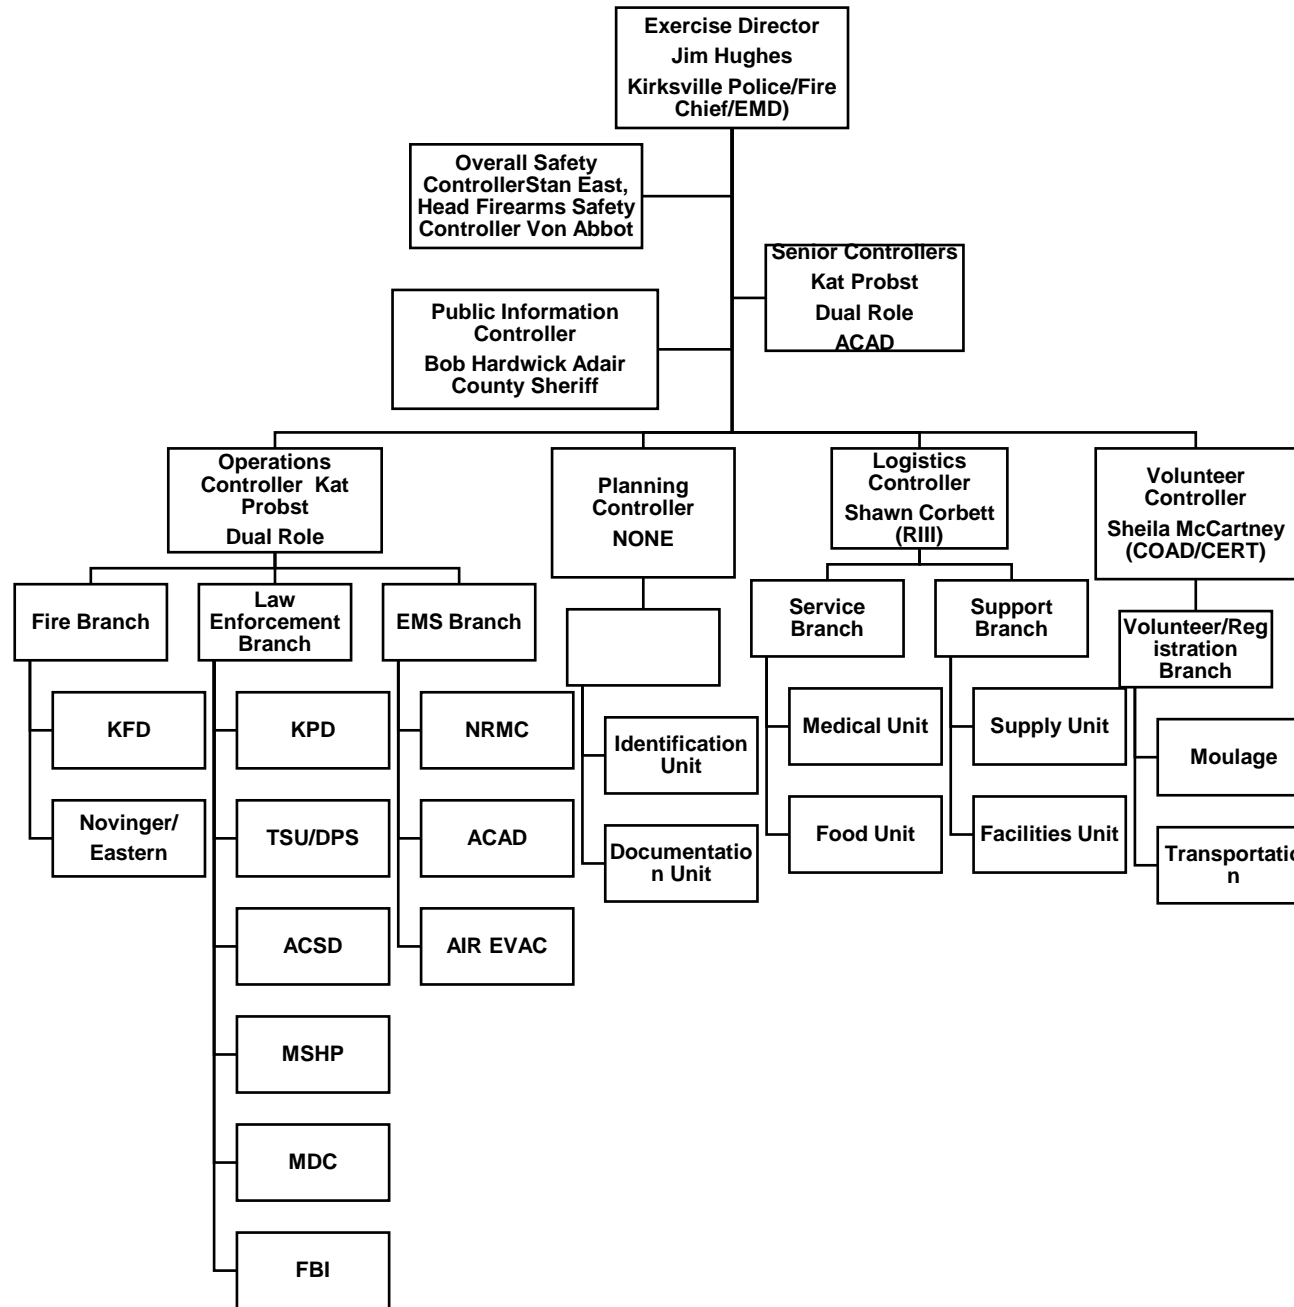 Exercise Director
Jim Hughes
Kirksville Police/Fire
Chief/EMD)
Overall Safety
ControllerStan East,
Head Firearms Safety
Controller Von Abbot
Senior Controllers
Kat Probst
Dual Role
ACAD
Public Information
Controller
Bob Hardwick Adair
County Sheriff
Operations
Controller  Kat
Probst
Dual Role
Planning
Controller
NONE
Logistics
Controller
Shawn Corbett
(RIII)
Volunteer
Controller
Sheila McCartney
(COAD/CERT)
Fire Branch
Law
Enforcement
Branch
EMS Branch
Service
Branch
Support
Branch
Volunteer/Reg
istration
Branch
KFD
KPD
NRMC
Identification
Unit
Medical Unit
Supply Unit
Moulage
Novinger/
Eastern
TSU/DPS
ACAD
Documentatio
n Unit
Food Unit
Facilities Unit
Transportatio
n
ACSD
AIR EVAC
MSHP
MDC
FBI